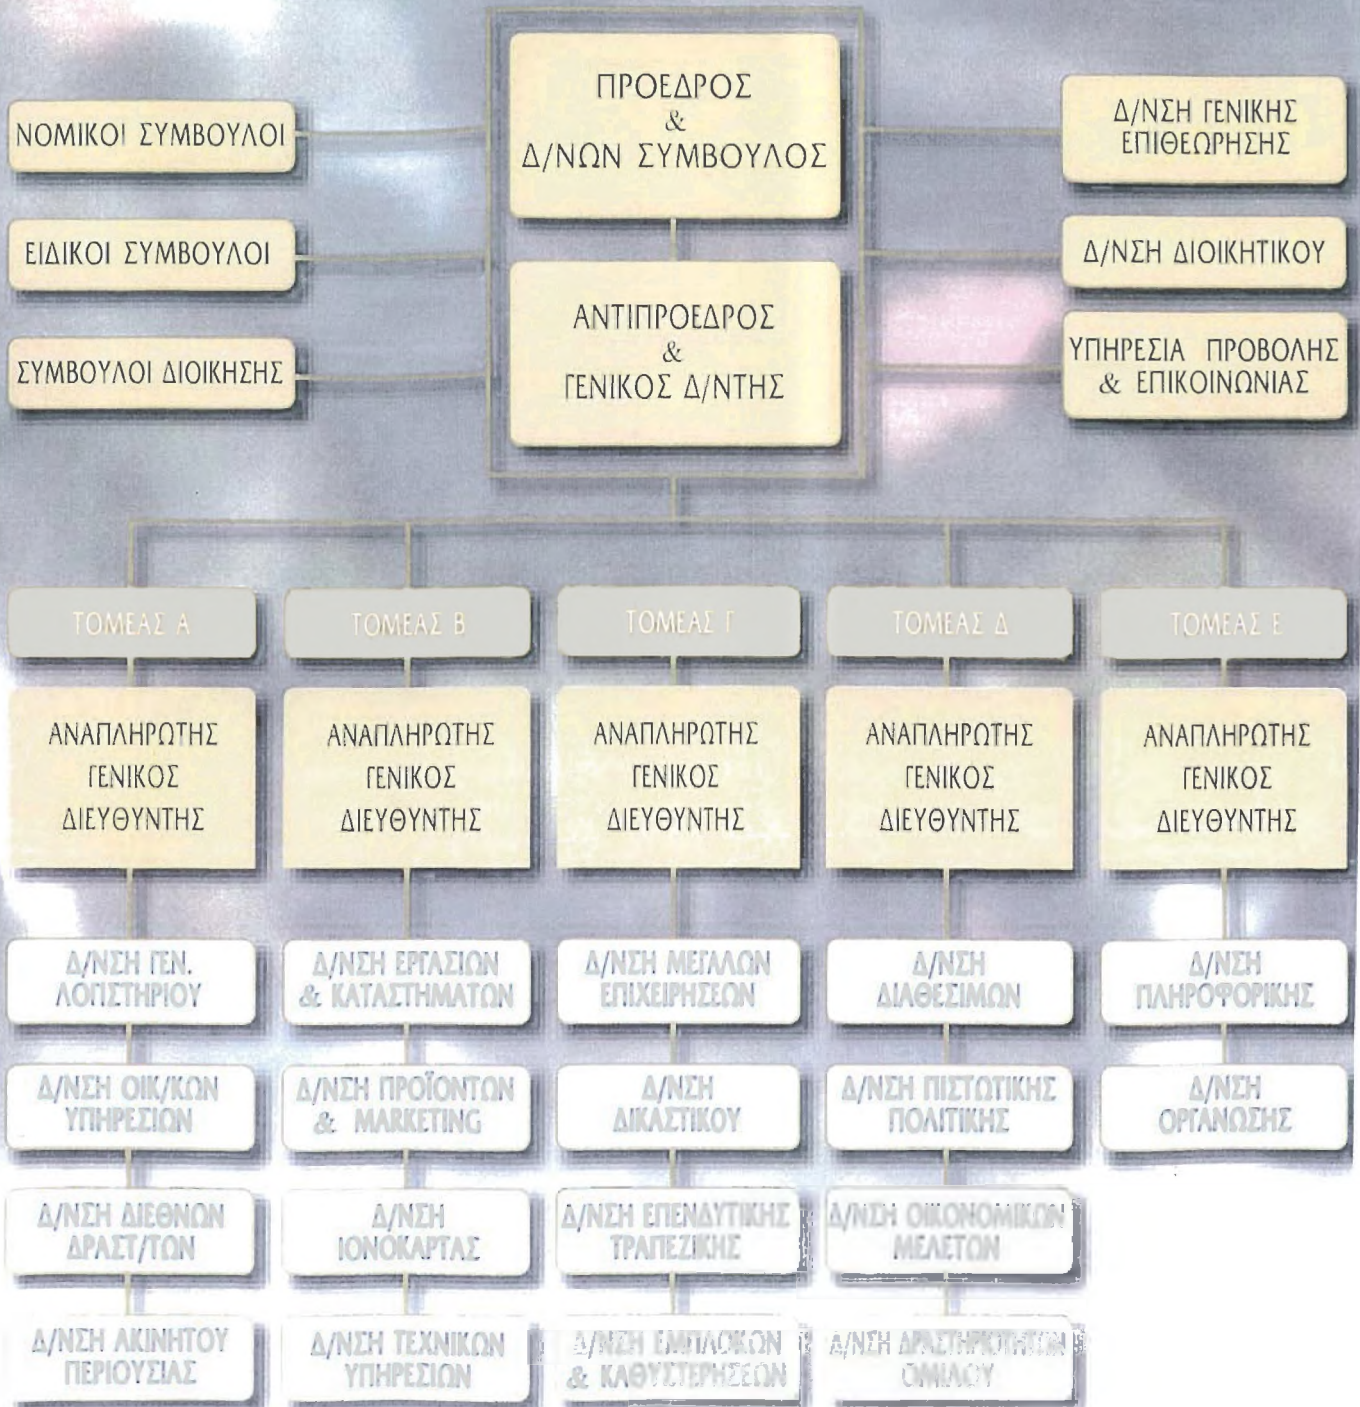 ΠΡΟΕΔΡΟΣ
&
Δ/ΝΩΝ ΣΥΜΒΟΥΛΟΣ
ΑΝΤΙΠΡΟΕΔΡΟΣ
&
ΓΕΝΙΚΟΣ Δ/ΝΤΗΣ
ΝΟΜΙΚΟΙ ΣΥΜΒΟΥΛΟΙ
ΕΙΔΙΚΟΙ ΣΥΜΒΟΥΛΟΙ
ΣΥΜΒΟΥΛΟΙ ΔΙΟΙΚΗΣΗΣ
Δ/ΝΣΗ ΓΕΝΙΚΗΣ
ΕΠΙΘΕΩΡΗΣΗΣ
Δ/ΝΣΗ ΔΙΟΙΚΗΤΙΚΟΥ
ΥΠΗΡΕΣΙΑ ΠΡΟΒΟΛΗΣ
& ΕΠΙΚΟΙΝΩΝΙΑΣ
ΤΟΜΕΑΣ Α
ΑΝΑΠΛΗΡΩΤΗΣ
ΓΕΝΙΚΟΣ
ΔΙΕΥΘΥΝΤΗΣ
Δ/ΝΣΗ ΓΕΝ.
ΛΟΓΙΣΤΗΡΙΟΥ
Δ/ΝΣΗ ΟΙΚ/ΚΩΝ
ΥΠΗΡΕΣΙΩΝ
Δ/ΝΣΗ ΔΙΕΘΝΩΝ
ΔΡΑΣΤ/ΤΩΝ
Δ/ΝΣΗ ΑΚΙΝΗΤΟΥ
ΠΕΡΙΟΥΣΙΑΣ
ΤΟΜΕΑΣ Β
ΑΝΑΠΛΗΡΩΤΗΣ
ΓΕΝΙΚΟΣ
ΔΙΕΥΘΥΝΤΗΣ
Δ/ΝΣΗ ΕΡΓΑΣΙΩΝ
& ΚΑΤΑΣΤΗΜΑΤΩΝ
Δ/ΝΣΗ ΠΡΟΪΟΝΤΩΝ
& MARKETING
Δ/ΝΣΗ
ΙΟΝΟΚΑΡΤΑΣ
Δ/ΝΣΗ ΤΕΧΝΙΚΩΝ
ΥΠΗΡΕΣΙΩΝ
ΤΟΜΕΑΣ Γ
ΑΝΑΠΛΗΡΩΤΗΣ
ΓΕΝΙΚΟΣ
ΔΙΕΥΘΥΝΤΗΣ
Δ/ΝΣΗ ΜΕΓΑΛΩΝ
ΕΠΙΧΕΙΡΗΣΕΩΝ
Δ/ΝΣΗ
ΔΙΚΑΣΤΙΚΟΥ
Δ/ΝΣΗ ΕΠΕΝΔΥΤΙΚΗΣ
ΤΡΑΠΕΖΙΚΗΣ
Δ/ΝΣΗ ΕΜΠΛΟΚΩΝ
& ΚΑΘΥΣΤΕΡΗΣΕΩΝ
ΤΟΜΕΑΣ Δ
ΑΝΑΠΛΗΡΩΤΗΣ
ΓΕΝΙΚΟΣ
ΔΙΕΥΘΥΝΤΗΣ
Δ/ΝΣΗ
ΔΙΑΘΕΣΙΜΩΝ
Δ/ΝΣΗ ΠΙΣΤΩΤΙΚΗΣ
ΠΟΛΙΤΙΚΗΣ
Δ/ΝΣΗ ΟΙΚΟΝΟΜΙΚΩΝ
ΜΕΛΕΤΩΝ
Δ/ΝΣΗ ΔΡΑΣΤΗΡΙΟΤΗΤΩΝ
ΟΜΙΛΟΥ
ΤΟΜΕΑΣ Ε
ΑΝΑΠΛΗΡΩΤΗΣ
ΓΕΝΙΚΟΣ
ΔΙΕΥΘΥΝΤΗΣ
Δ/ΝΣΗ
ΠΛΗΡΟΦΟΡΙΚΗΣ
Δ/ΝΣΗ
ΟΡΓΑΝΩΣΗΣ